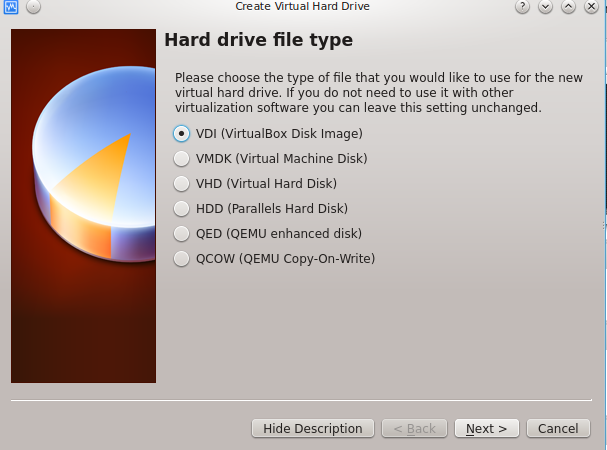 Create Virtual Hard Drive
Hard drive file type
Please choose the type of file that you would like to use for the new
virtual hard drive. If you do not need to use it with other
virtualization software you can leave this setting unchanged.
VDI (VirtualBox Disk Image)
VMDK (Virtual Machine Disk)
VHD (Virtual Hard Disk)
HDD (Parallels Hard Disk)
QED (QEMU enhanced disk)
QCOW (QEMU Copy-On-Write)
Hide Description < Back Next > Cancel